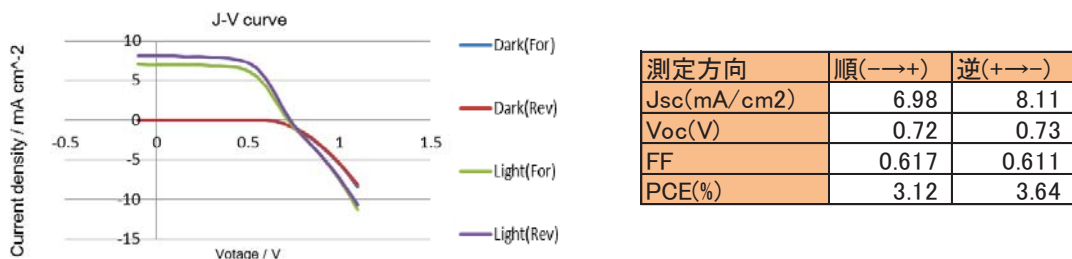 J-V curve
Current density / mA cm^-2
10
5
0
-5
-10
-15
-0.5
0
0.5
1
1.5
Votage / V
Dark(For)
Dark(Rev)
Light(For)
Light(Rev)
測定方向 順(-→+) 逆(+→-)
Jsc(mA/cm2) 6.98 8.11
Voc(V) 0.72 0.73
FF 0.617 0.611
PCE(%) 3.12 3.64